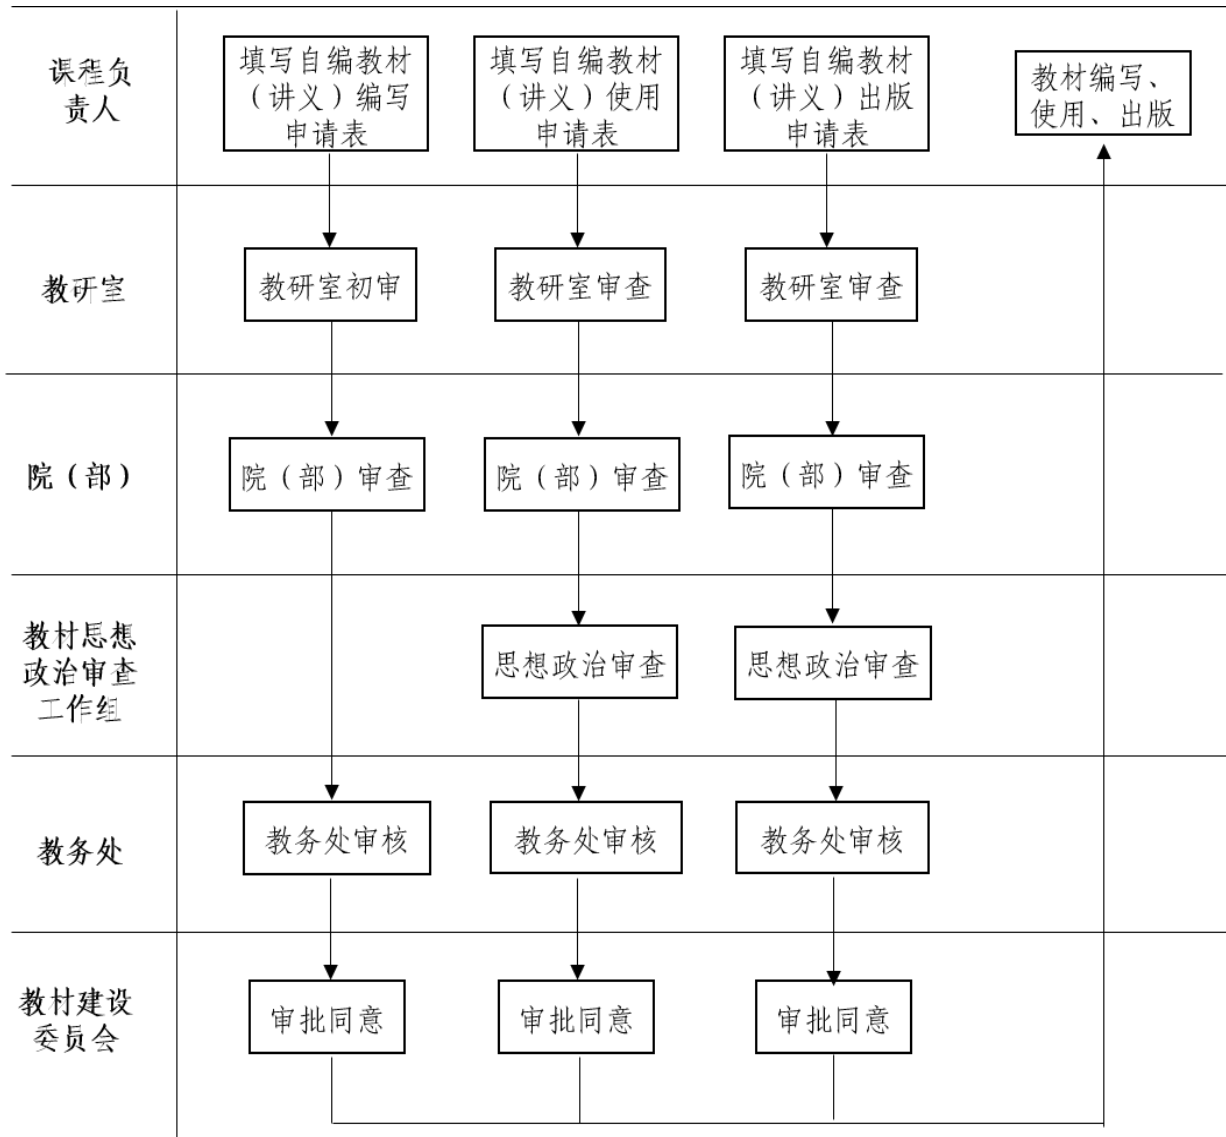 课程负
责人
填写自编教材
（讲义）编写
申请表
填写自编教材
（讲义）使用
申请表
填写自编教材
（讲义）出版
申请表
教材编写、
使用、出版
教研室
教研室初审
教研室审查
教研室审查
院（部）
院（部）审查
院（部）审查
院（部）审查
教材思想
政治审查
工作组
思想政治审查
思想政治审查
教务处
教务处审核
教务处审核
教务处审核
教材建设
委员会
审批同意
审批同意
审批同意